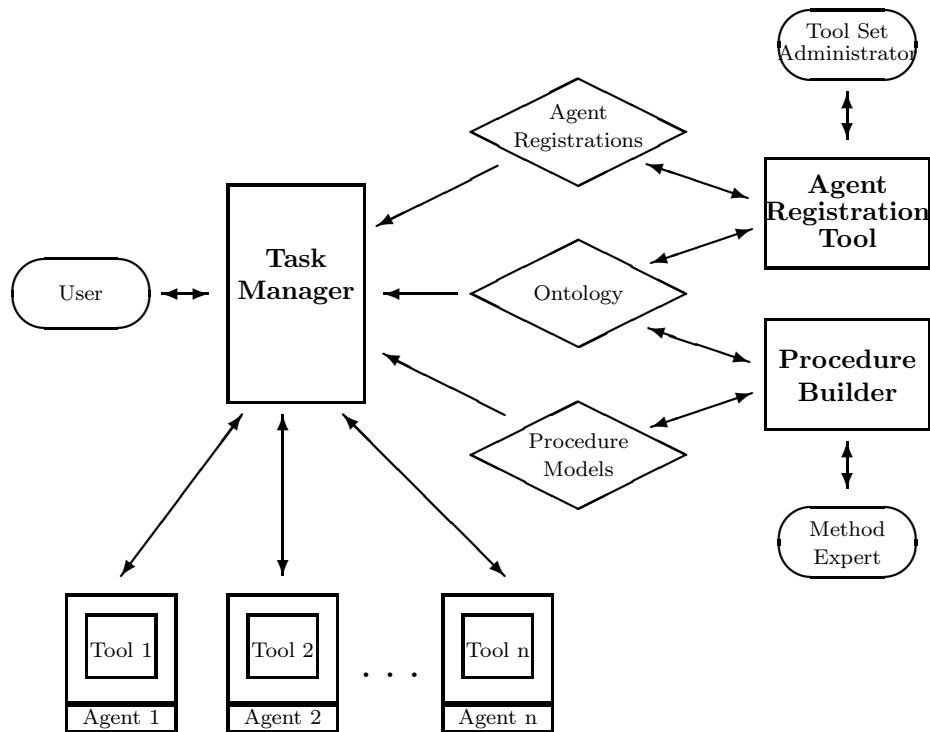 Tool Set
Administrator
Agent
Registrations
Agent
Registration
Tool
Task
Manager
User
Ontology
Procedure
Builder
Procedure
Models
Method
Expert
Tool 1
Tool 2
Tool n
. . .
Agent 1
Agent 2
Agent n